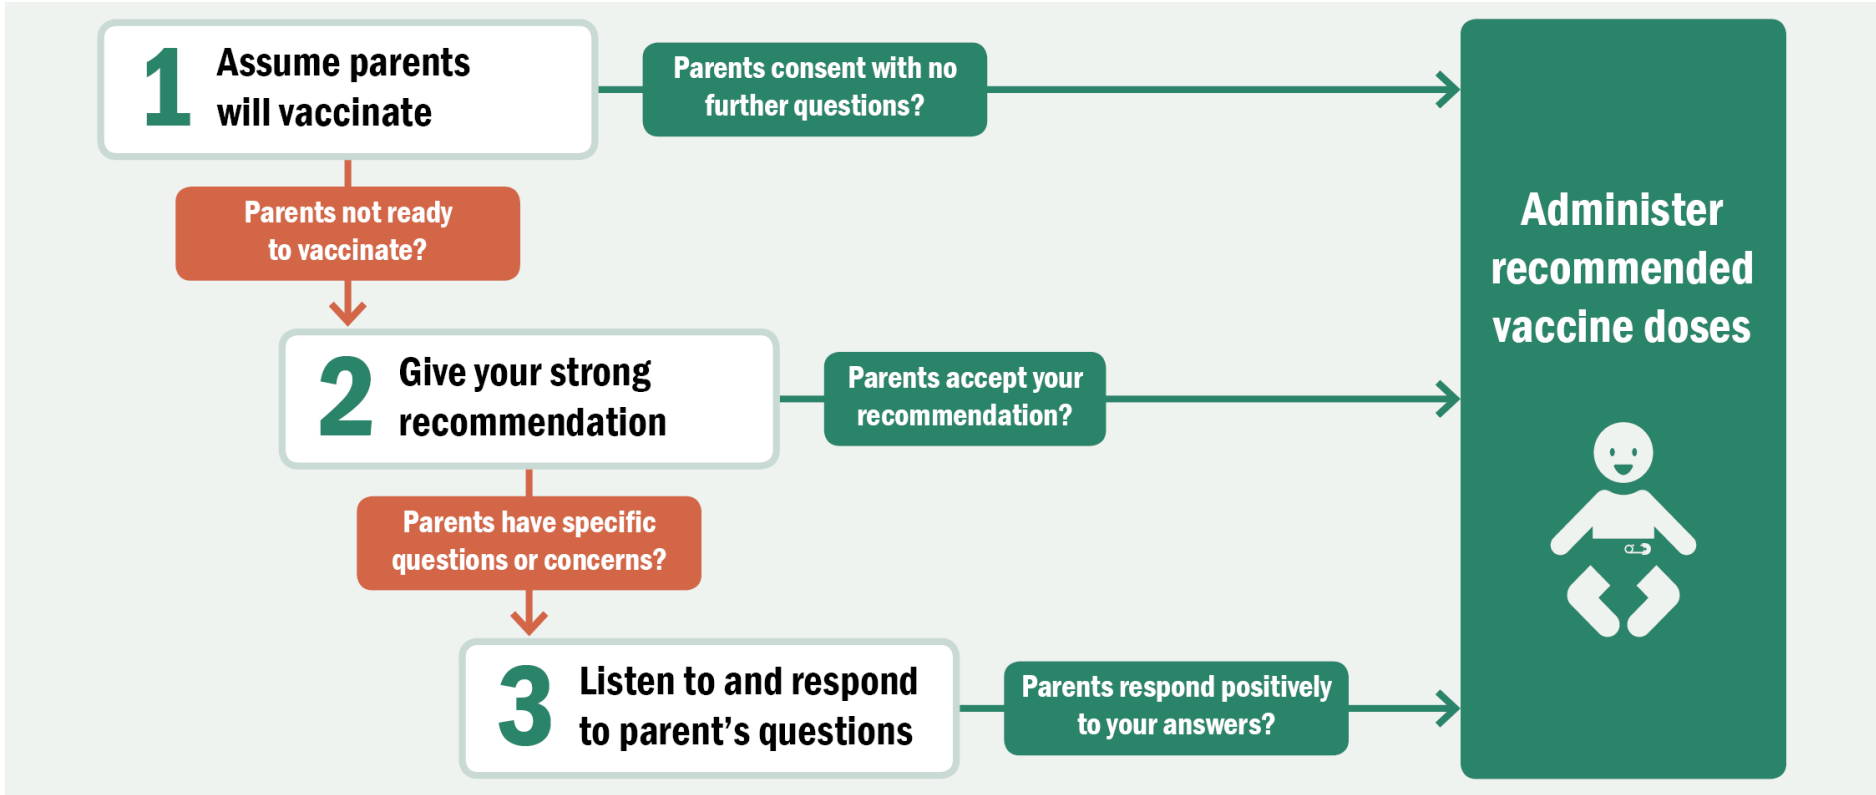 1
Assume parents
will vaccinate
Parents consent with no
further questions?
Parents not ready
to vaccinate?
2
Give your strong
recommendation
Parents accept your
recommendation?
Parents have specific
questions or concerns?
3
Listen to and respond
to parent’s questions
Parents respond positively
to your answers?
Administer
recommended
vaccine doses